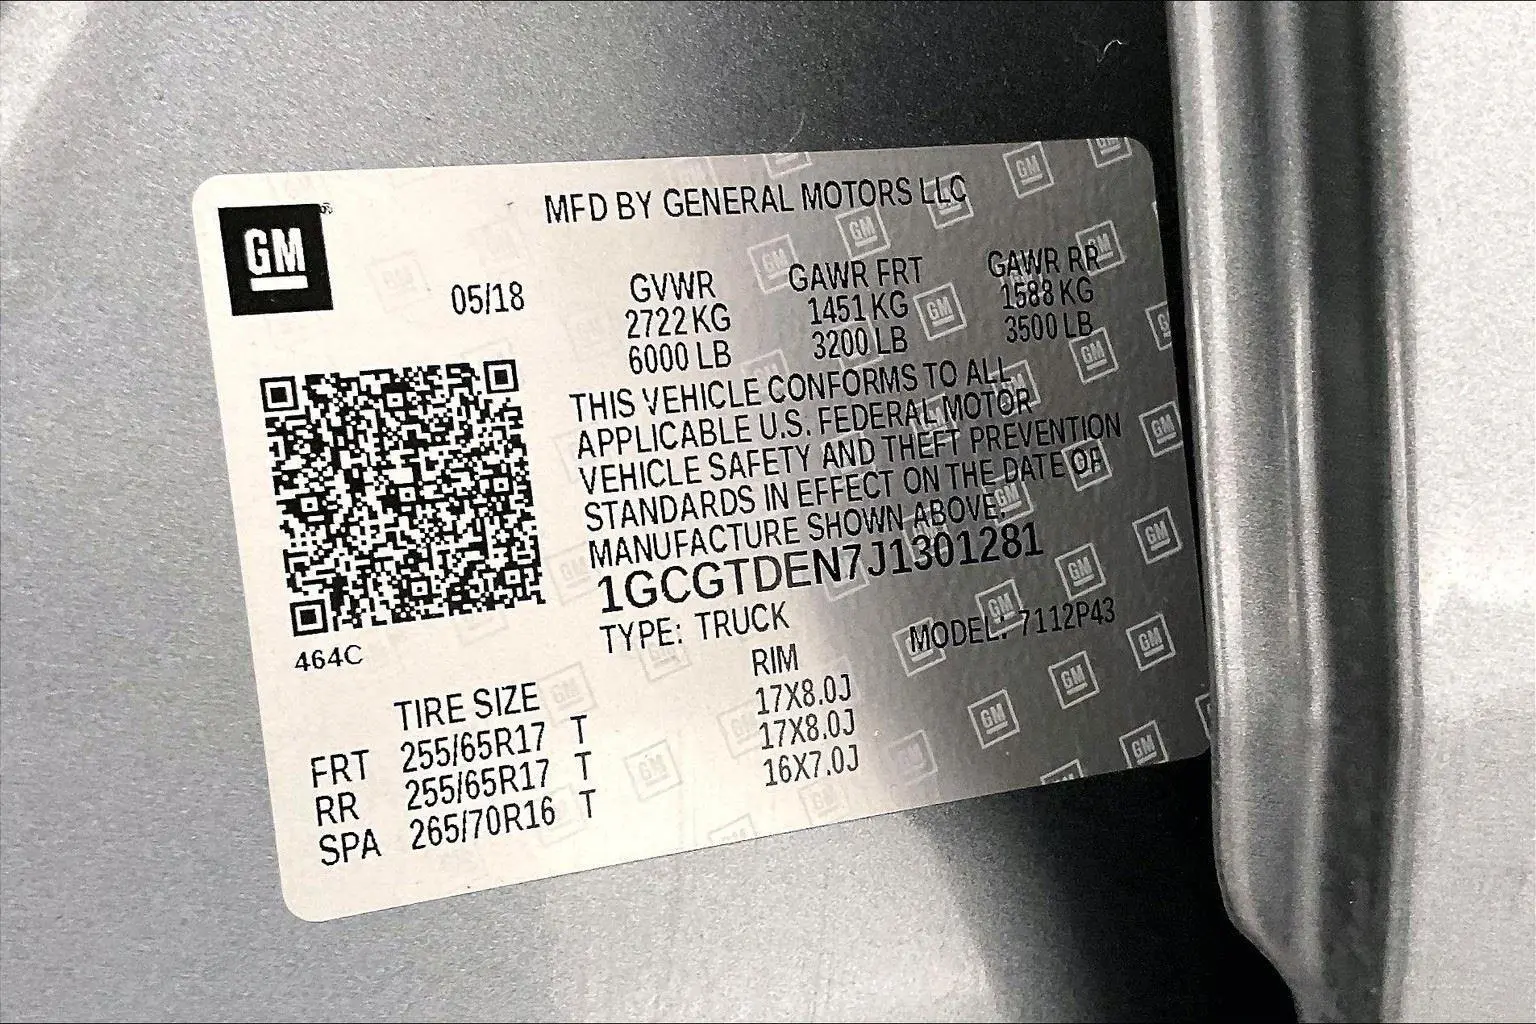 GM
MFD BY GENERAL MOTORS LLC
05/18
GVWR GAWR FRT GAWR RR
2722 KG 1451 KG 1588 KG
6000 LB 3200 LB 3500 LB
THIS VEHICLE CONFORMS TO ALL
APPLICABLE U.S. FEDERAL MOTOR
VEHICLE SAFETY AND THEFT PREVENTION
STANDARDS IN EFFECT ON THE DATE OF
MANUFACTURE SHOWN ABOVE.
1GCGTDEN7J1301281
TYPE: TRUCK MODEL: 7112P43
464C
TIRE SIZE RIM
FRT 255/65R17 T 17X8.0J
RR 255/65R17 T 17X8.0J
SPA 265/70R16 T 16X7.0J